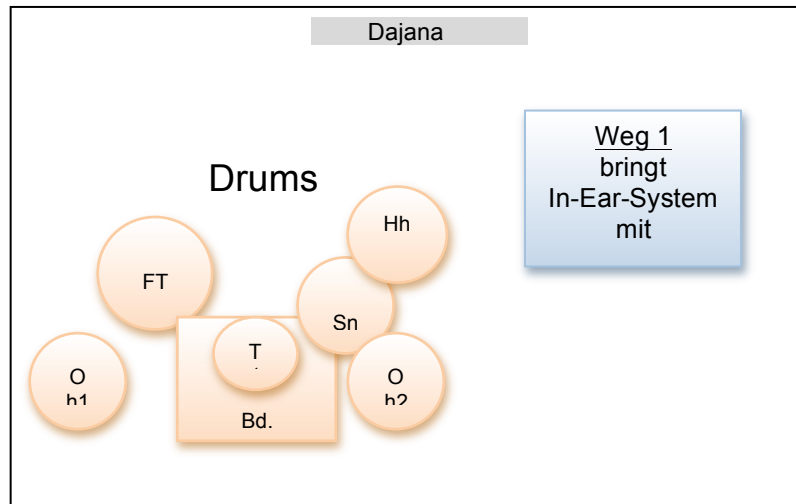 Dajana
Weg 1
bringt
In-Ear-System
mit
Drums
Hh
FT
Sn
T
O
h1
O
h2
Bd.